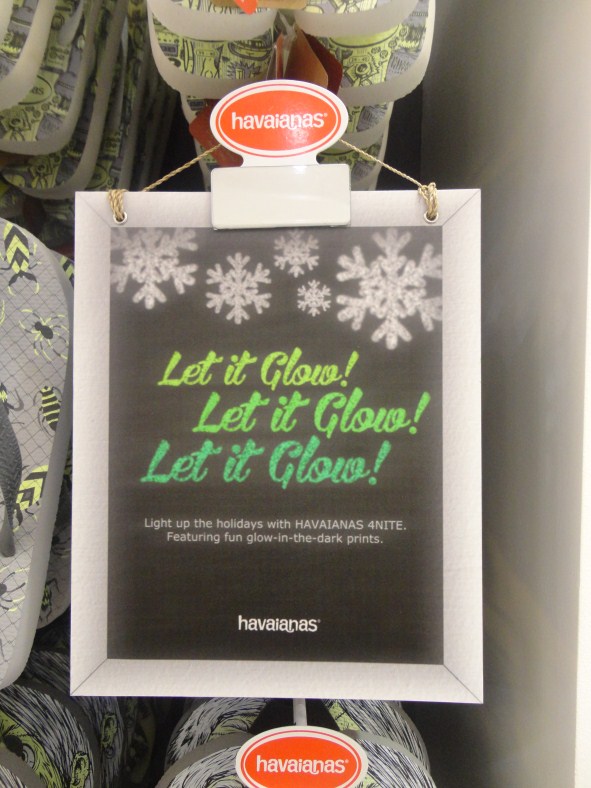 havaianas®
Let it Glow!
Let it Glow!
Let it Glow!
Light up the holidays with HAVAIANAS 4NITE.
Featuring fun glow-in-the-dark prints.
havaianas®
havaianas®